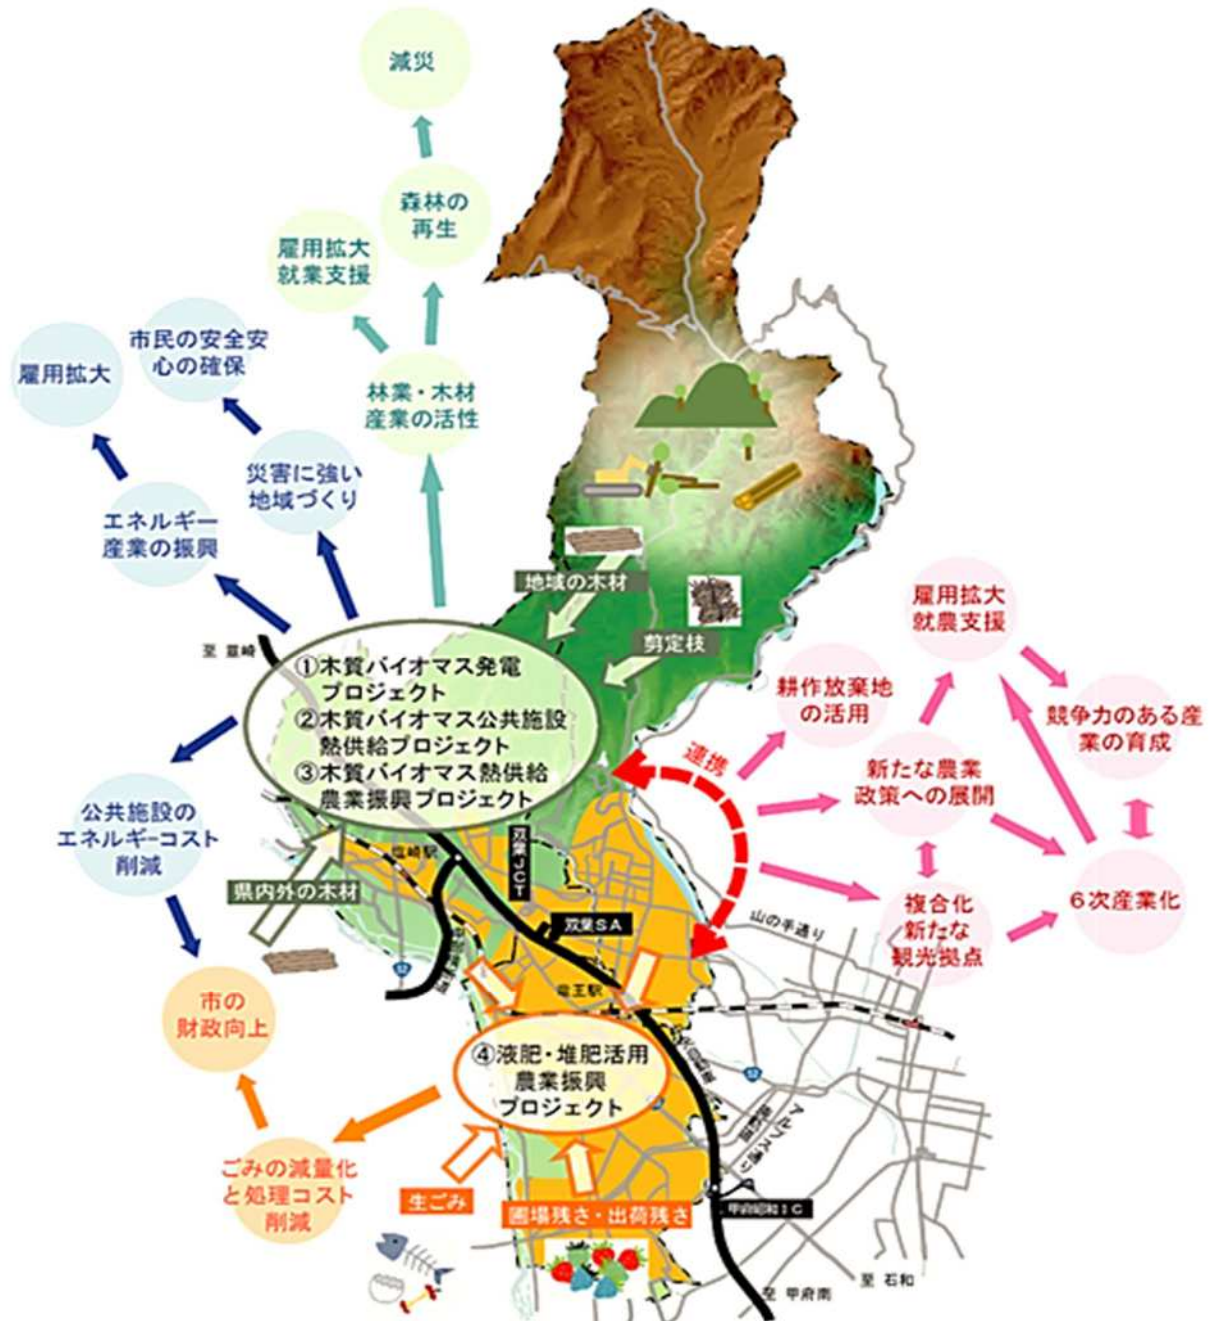 減災
森林の
再生
雇用拡大
就業支援
市民の安全安
心の確保
雇用拡大
林業・木材
産業の活性
災害に強い
地域づくり
エネルギー
産業の振興
地域の木材
剪定枝
至 韮崎
①木質バイオマス発電
プロジェクト
②木質バイオマス公共施設
熱供給プロジェクト
③木質バイオマス熱供給
農業振興プロジェクト
連携
雇用拡大
就農支援
耕作放棄地
の活用
競争力のある産
業の育成
新たな農業
政策への展開
複合化
新たな
観光拠点
6次産業化
公共施設の
エネルギーコスト
削減
県内外の木材
塩崎駅
双葉JCT
双葉SA
山の手通り
52
竜王駅
市の
財政向上
④液肥・堆肥活用
農業振興
プロジェクト
52
アルプス通り
ごみの減量化
と処理コスト
削減
生ごみ
圃場残さ・出荷残さ
甲府昭和IC
至 甲府南
至 石和